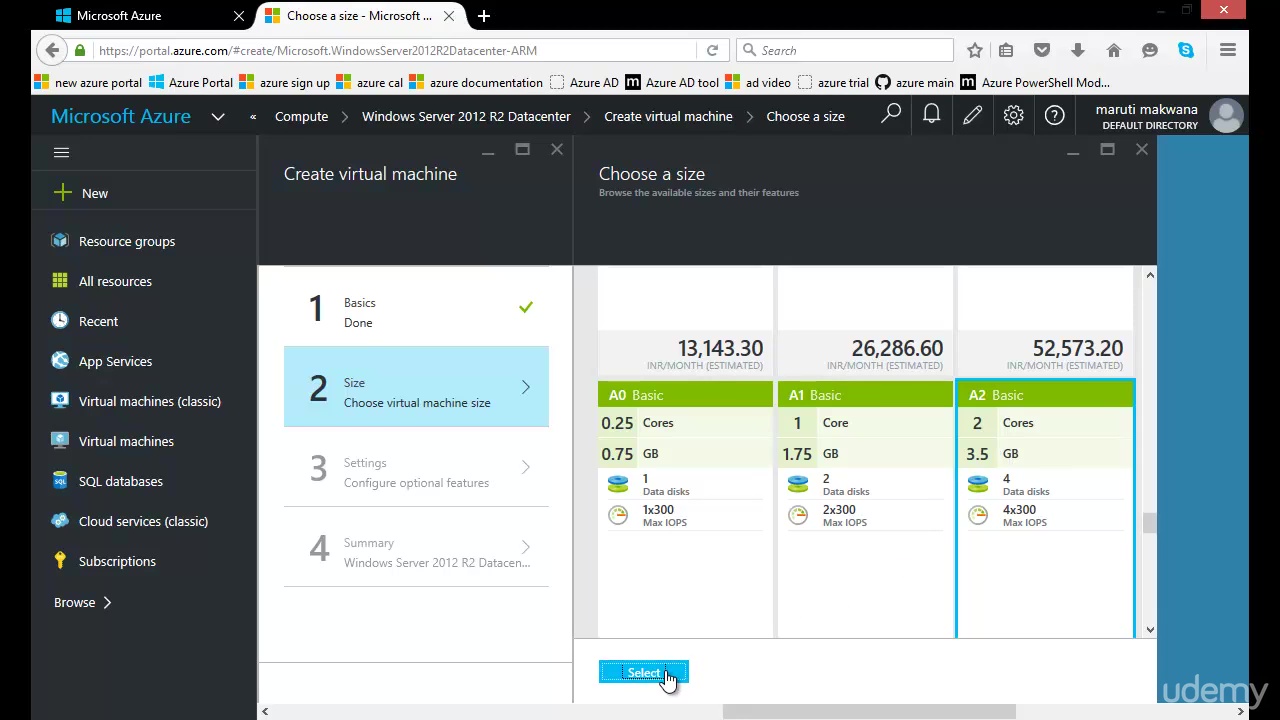 Microsoft Azure
Choose a size - Microsoft ...
https://portal.azure.com/#create/Microsoft.WindowsServer2012R2Datacenter-ARM
Search
new azure portal
Azure Portal
azure sign up
azure cal
azure documentation
Azure AD
m Azure AD tool
ad video
azure trial
azure main
m Azure PowerShell Mod...
Microsoft Azure
«
Compute
Windows Server 2012 R2 Datacenter
Create virtual machine
Choose a size
maruti makwana
DEFAULT DIRECTORY
New
Resource groups
All resources
Recent
App Services
Virtual machines (classic)
Virtual machines
SQL databases
Cloud services (classic)
Subscriptions
Browse
Create virtual machine
1
Basics
Done
2
Size
Choose virtual machine size
3
Settings
Configure optional features
4
Summary
Windows Server 2012 R2 Datacen...
Choose a size
Browse the available sizes and their features
13,143.30
INR/MONTH (ESTIMATED)
26,286.60
INR/MONTH (ESTIMATED)
52,573.20
INR/MONTH (ESTIMATED)
A0 Basic
0.25 Cores
0.75 GB
1
Data disks
1x300
Max IOPS
A1 Basic
1 Core
1.75 GB
2
Data disks
2x300
Max IOPS
A2 Basic
2 Cores
3.5 GB
4
Data disks
4x300
Max IOPS
Select
udemy